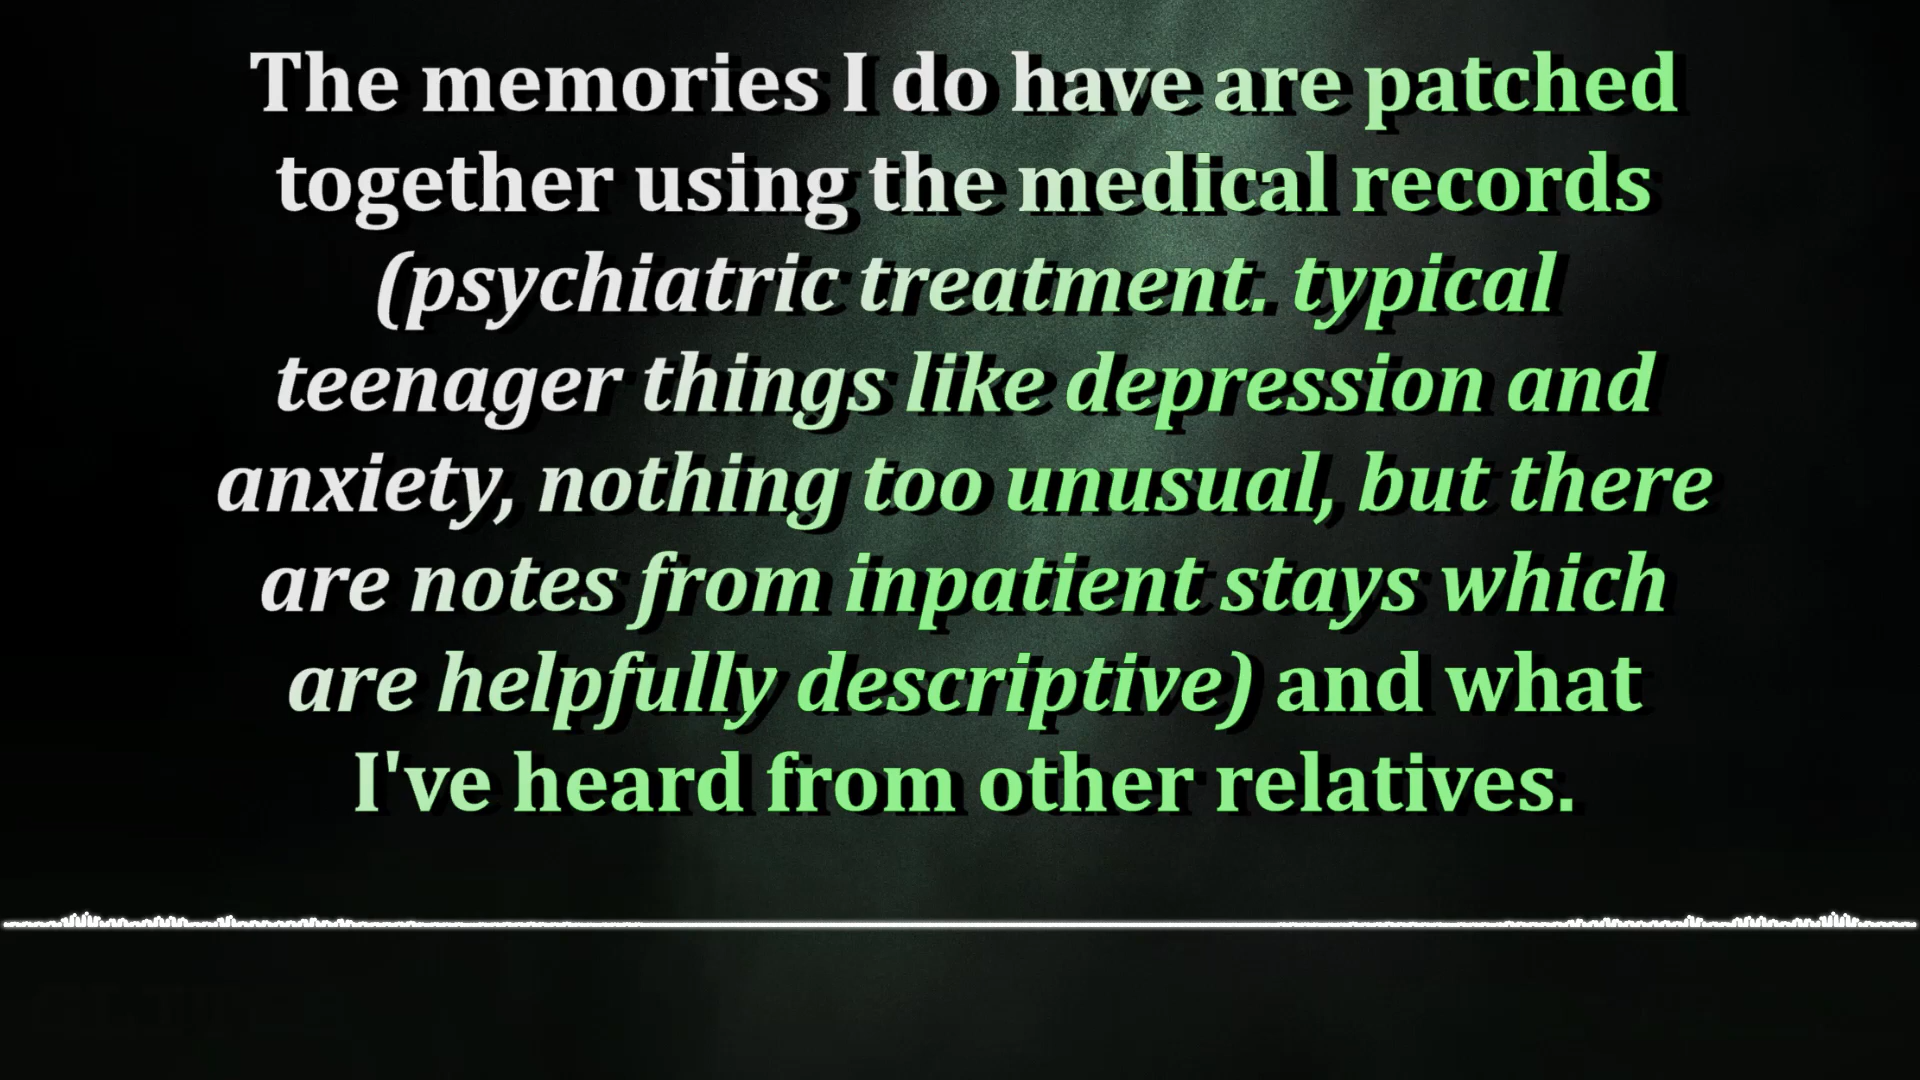 The memories I do have are patched
together using the medical records
(psychiatric treatment. typical
teenager things like depression and
anxiety, nothing too unusual, but there
are notes from inpatient stays which
are helpfully descriptive) and what
I've heard from other relatives.